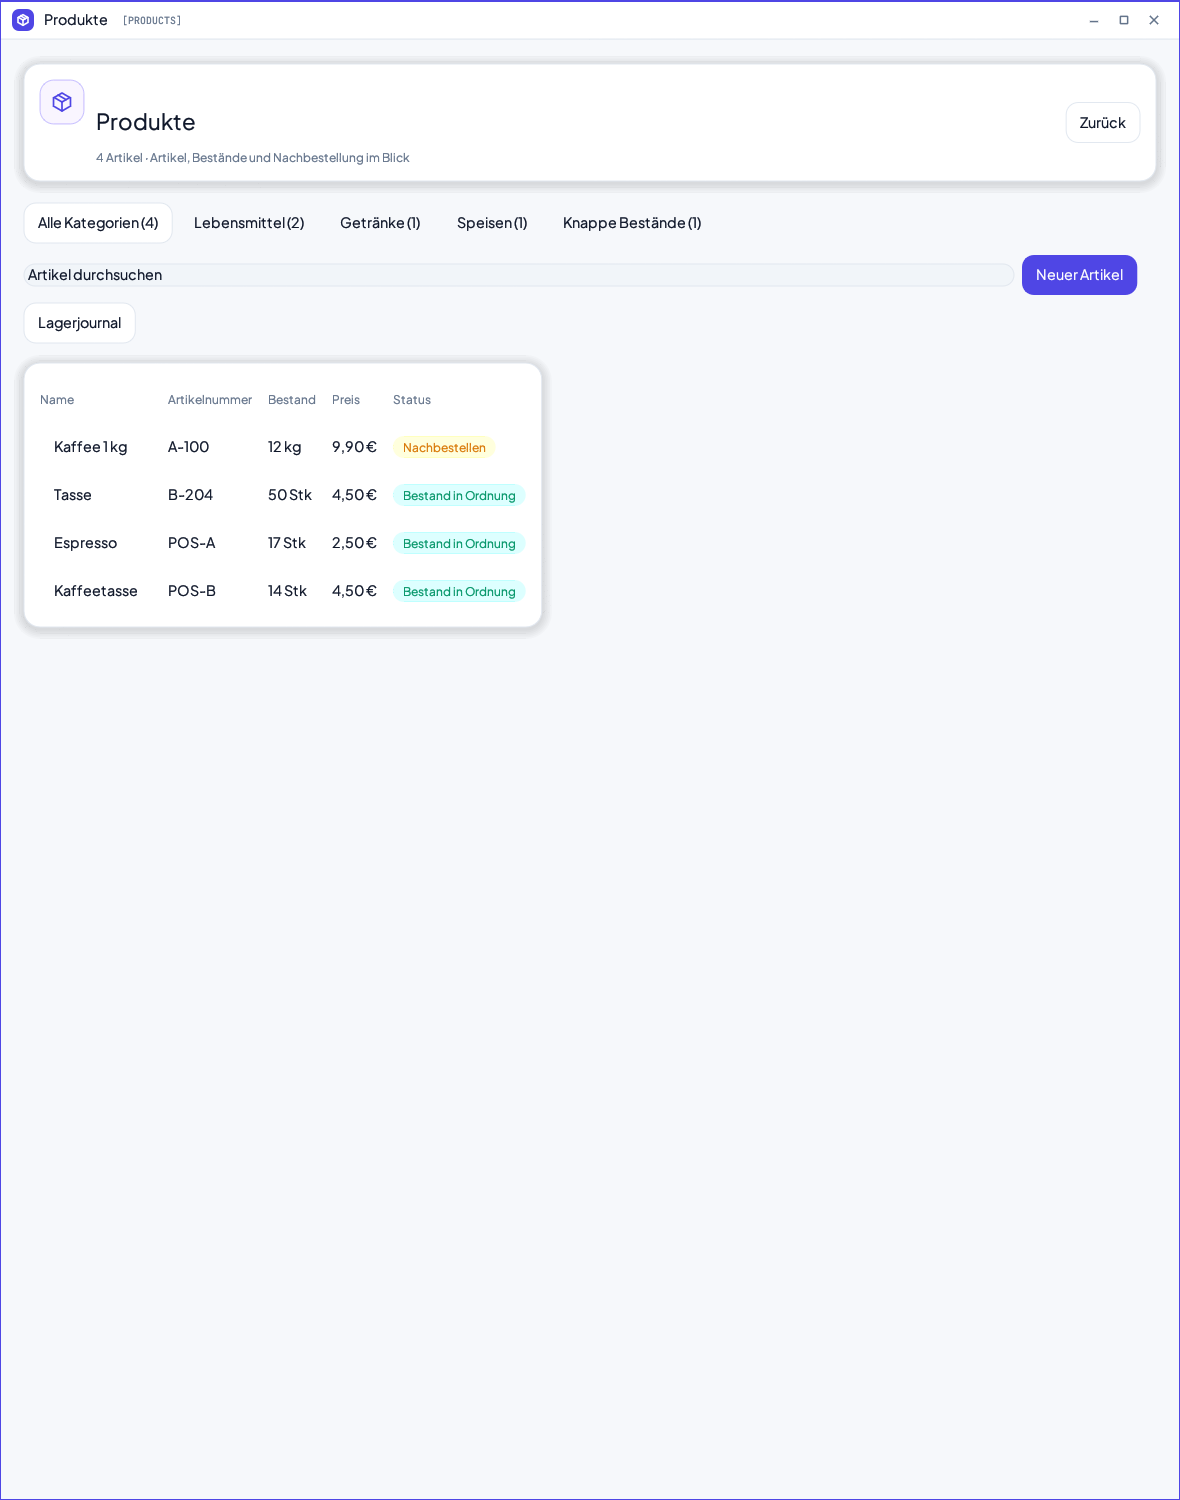 Produkte [PRODUCTS]
Produkte
Zurück
4 Artikel · Artikel, Bestände und Nachbestellung im Blick
Alle Kategorien (4) Lebensmittel (2) Getränke (1) Speisen (1) Knappe Bestände (1)
Artikel durchsuchen Neuer Artikel
Lagerjournal
Name Artikelnummer Bestand Preis Status
Kaffee 1 kg A-100 12 kg 9,90 € Nachbestellen
Tasse B-204 50 Stk 4,50 € Bestand in Ordnung
Espresso POS-A 17 Stk 2,50 € Bestand in Ordnung
Kaffeetasse POS-B 14 Stk 4,50 € Bestand in Ordnung